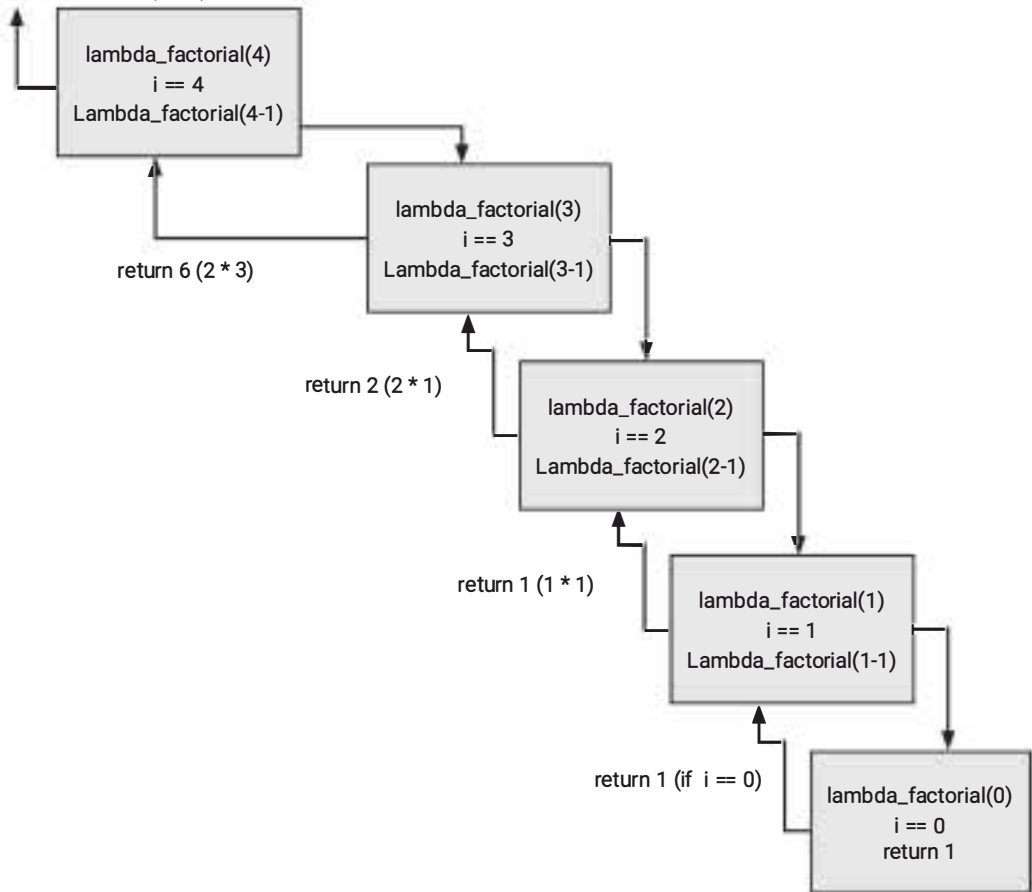 lambda_factorial(4)
i == 4
Lambda_factorial(4-1)
lambda_factorial(3)
i == 3
Lambda_factorial(3-1)
return 6 (2 * 3)
lambda_factorial(2)
i == 2
Lambda_factorial(2-1)
return 2 (2 * 1)
lambda_factorial(1)
i == 1
Lambda_factorial(1-1)
return 1 (1 * 1)
lambda_factorial(0)
i == 0
return 1
return 1 (if i == 0)